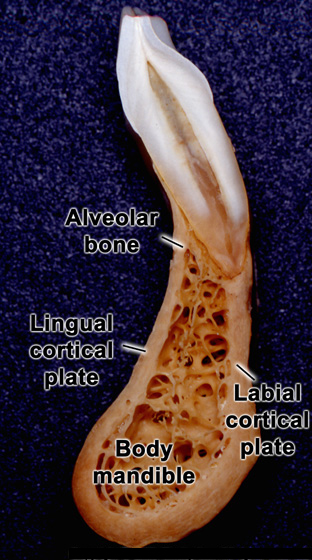 Alveolar
bone
Lingual
cortical
plate
Labial
cortical
plate
Body
mandible